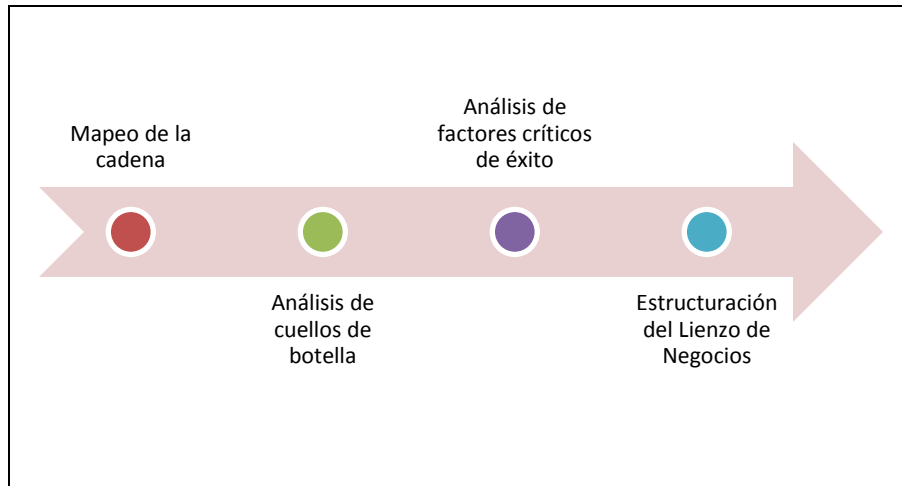 Mapeo de la
cadena
Análisis de
cuellos de
botella
Análisis de
factores críticos
de éxito
Estructuración
del Lienzo de
Negocios